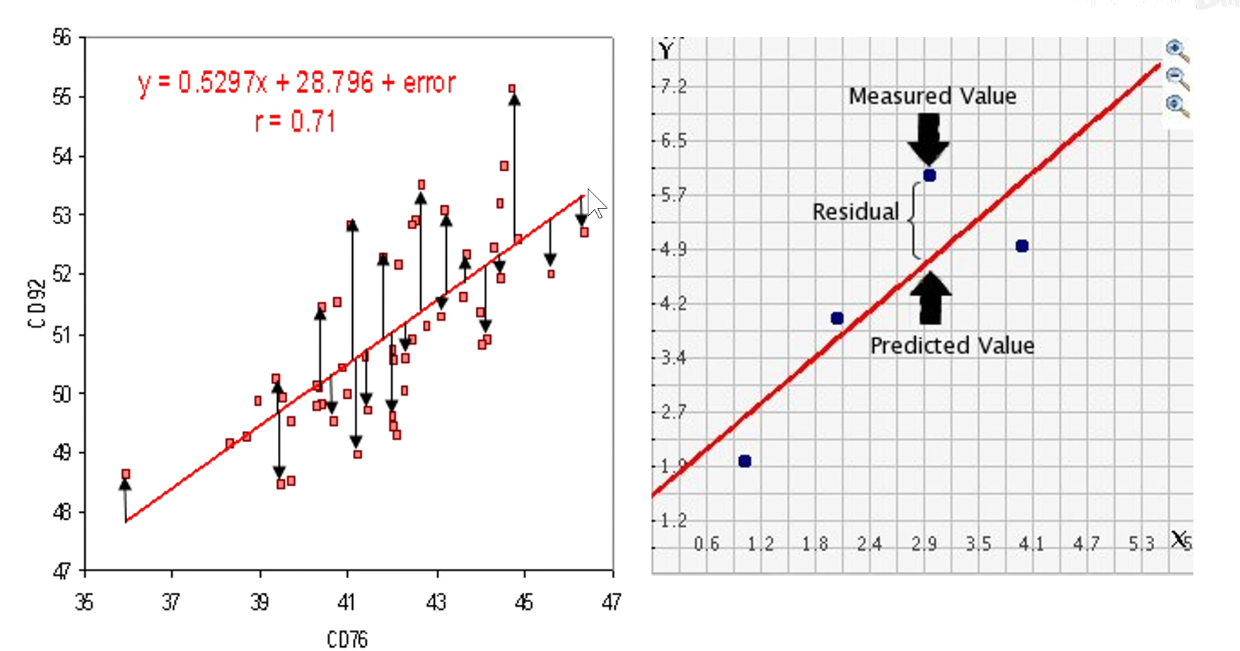 56
55
54
53
52
51
50
49
48
47
CD92
y = 0.5297x + 28.796 + error
r = 0.71
35 37 39 41 43 45 47
CD76
Y
7.2
6.5
5.7
4.9
4.2
3.4
2.7
1.9
1.2
Measured Value
Residual
Predicted Value
0.6 1.2 1.8 2.4 2.9 3.5 4.1 4.7 5.3
X